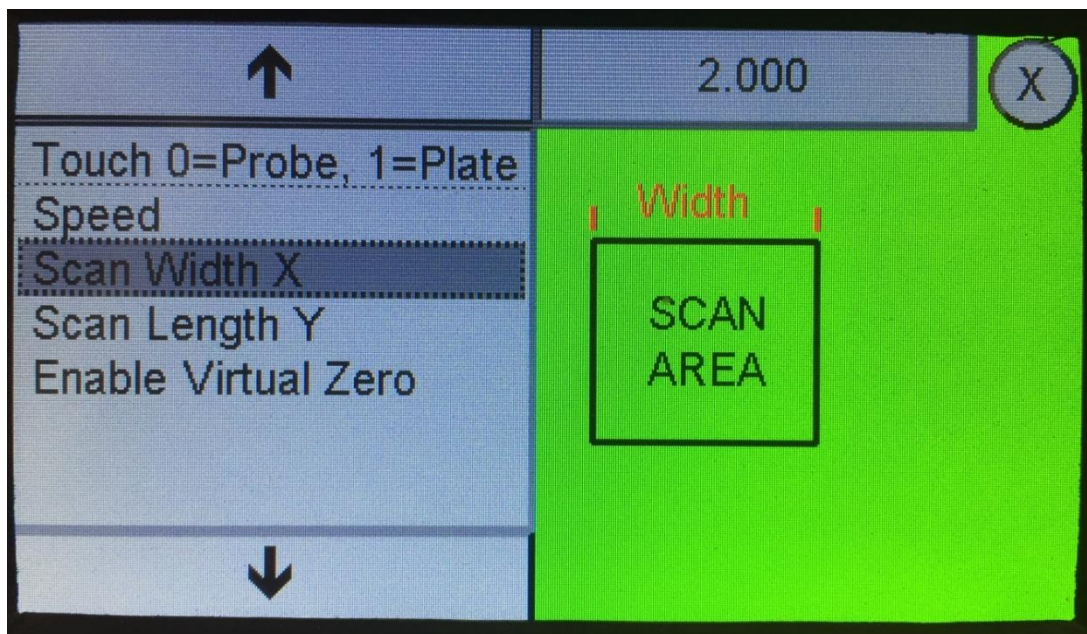 2.000
X
Touch 0=Probe, 1=Plate
Speed
Scan Width X
Scan Length Y
Enable Virtual Zero
Width
SCAN
AREA